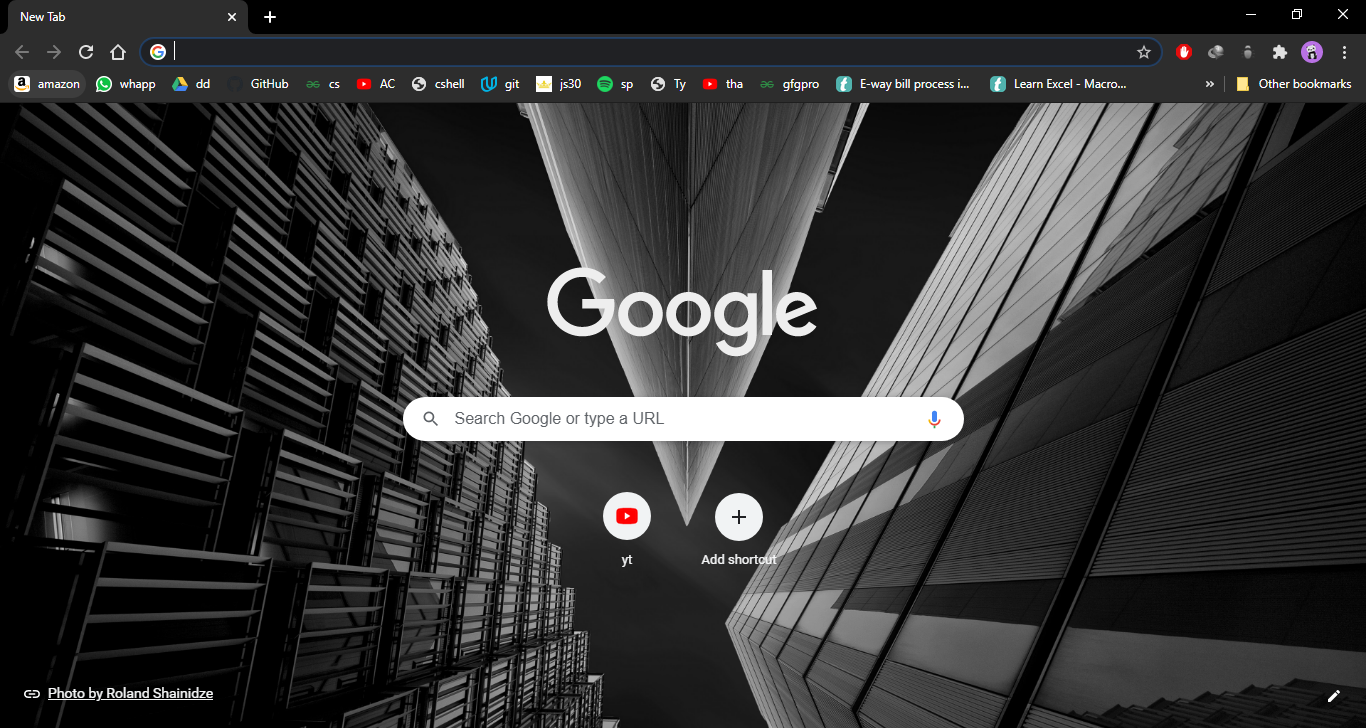 New Tab
amazon whapp dd GitHub cs AC cshell git js30 sp Ty tha gfgpro E-way bill process i... Learn Excel - Macro... » Other bookmarks
Google
Search Google or type a URL
yt Add shortcut
Photo by Roland Shainidze